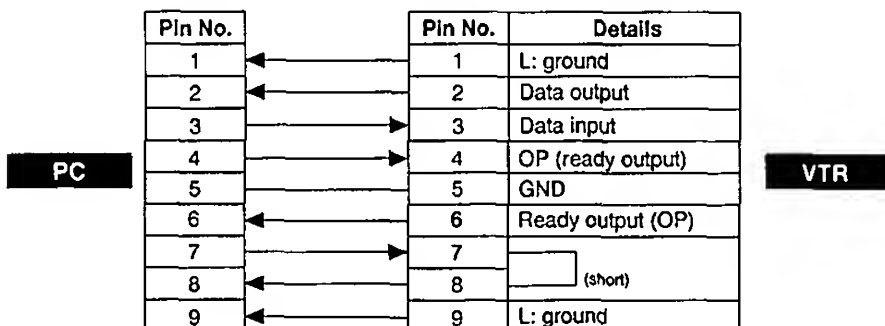 Pin No. Pin No. Details
1 1 L: ground
2 2 Data output
3 3 Data input
4 4 OP (ready output)
PC VTR
5 5 GND
6 6 Ready output (OP)
7 7
8 8 (short)
9 9 L: ground